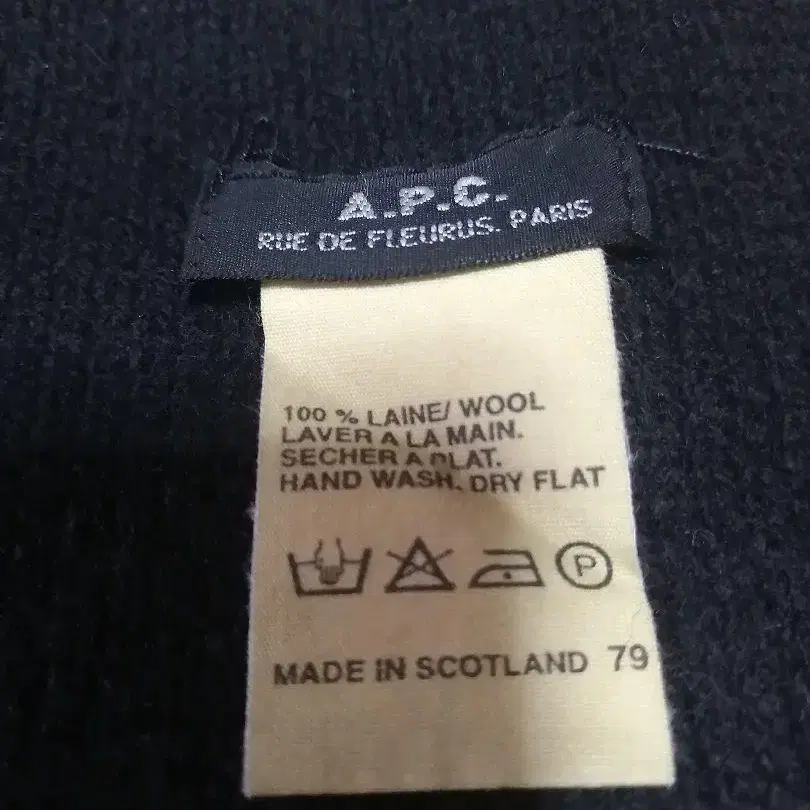 A.P.C.
RUE DE FLEURUS. PARIS
100 % LAINE/ WOOL
LAVER A LA MAIN.
SECHER A PLAT.
HAND WASH. DRY FLAT
P
MADE IN SCOTLAND 79